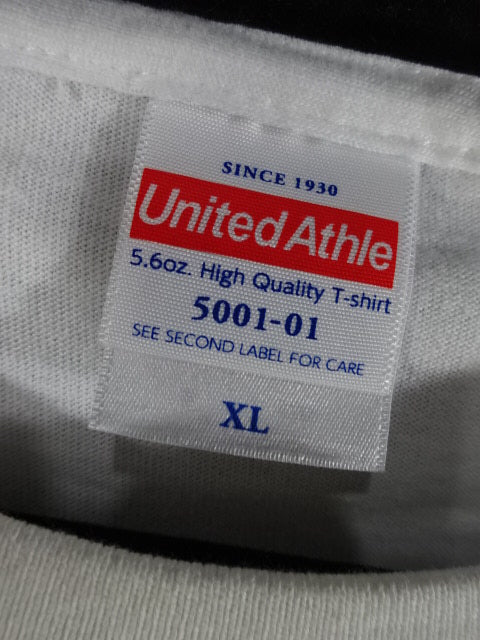 SINCE 1930
United Athle
5.6oz. High Quality T-shirt
5001-01
SEE SECOND LABEL FOR CARE
XL